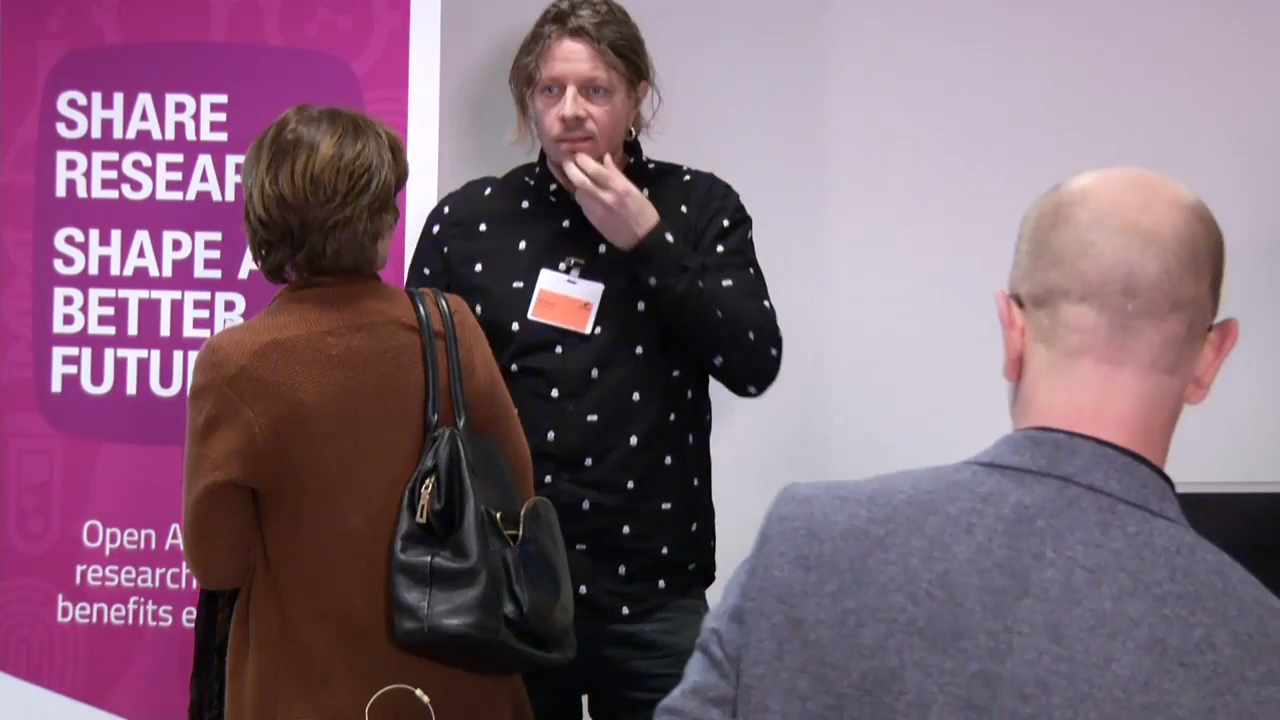 SHARE
RESEAR
SHAPE A
BETTER
FUTU
Open A
research
benefits e